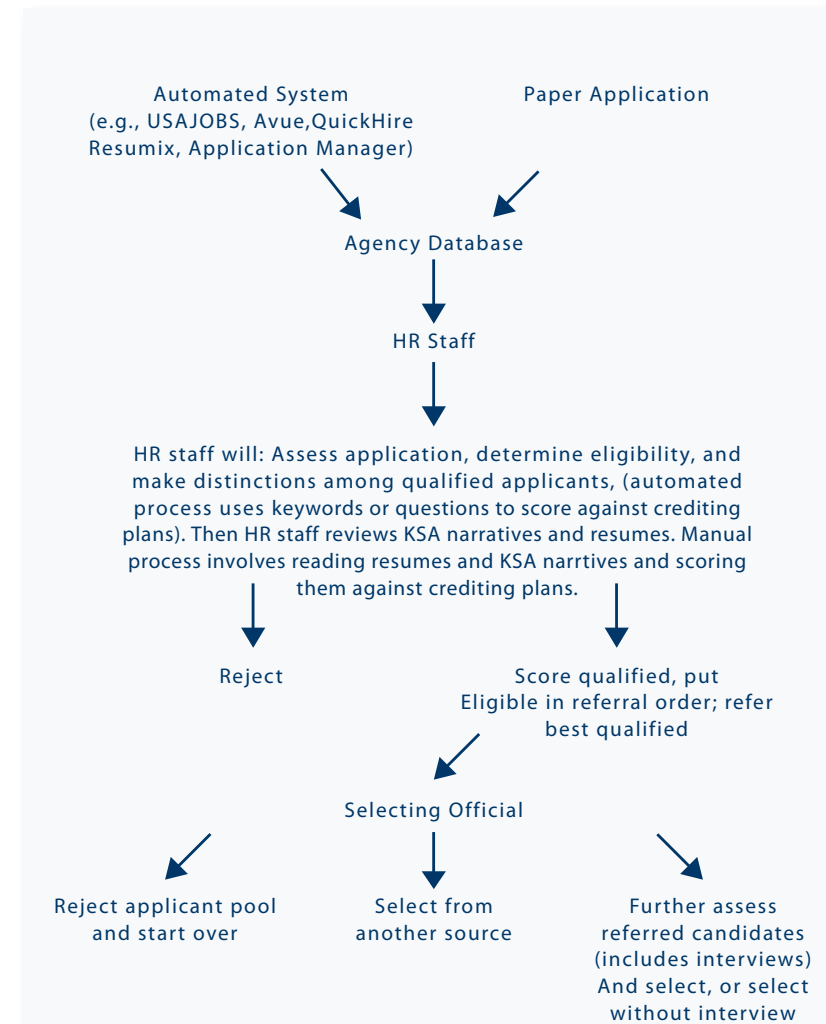 Automated System
(e.g., USAJOBS, Avue,QuickHire
Resumix, Application Manager)
Paper Application
Agency Database
HR Staff
HR staff will: Assess application, determine eligibility, and
make distinctions among qualified applicants, (automated
process uses keywords or questions to score against crediting
plans). Then HR staff reviews KSA narratives and resumes. Manual
process involves reading resumes and KSA narrtives and scoring
them against crediting plans.
Reject
Score qualified, put
Eligible in referral order; refer
best qualified
Selecting Official
Reject applicant pool
and start over
Select from
another source
Further assess
referred candidates
(includes interviews)
And select, or select
without interview